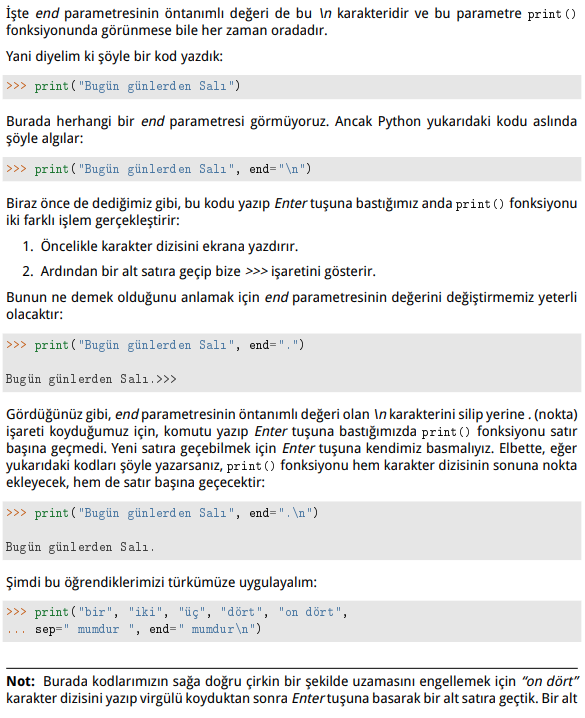 İşte end parametresinin öntanımlı değeri de bu \n karakteridir ve bu parametre print()
fonksiyonunda görünmese bile her zaman oradadır.
Yani diyelim ki şöyle bir kod yazdık:
>>> print("Bugün günlerden Salı")
Burada herhangi bir end parametresi görmüyoruz. Ancak Python yukarıdaki kodu aslında
şöyle algılar:
>>> print("Bugün günlerden Salı", end="\n")
Biraz önce de dediğimiz gibi, bu kodu yazıp Enter tuşuna bastığımız anda print() fonksiyonu
iki farklı işlem gerçekleştirir:
1. Öncelikle karakter dizisini ekrana yazdırır.
2. Ardından bir alt satıra geçip bize >>> işaretini gösterir.
Bunun ne demek olduğunu anlamak için end parametresinin değerini değiştirmemiz yeterli
olacaktır:
>>> print("Bugün günlerden Salı", end=".")
Bugün günlerden Salı.>>>
Gördüğünüz gibi, end parametresinin öntanımlı değeri olan \n karakterini silip yerine . (nokta)
işareti koyduğumuz için, komutu yazıp Enter tuşuna bastığımızda print() fonksiyonu satır
başına geçmedi. Yeni satıra geçebilmek için Enter tuşuna kendimiz basmalıyız. Elbette, eğer
yukarıdaki kodları şöyle yazarsanız, print() fonksiyonu hem karakter dizisinin sonuna nokta
ekleyecek, hem de satır başına geçecektir:
>>> print("Bugün günlerden Salı", end=".\n")
Bugün günlerden Salı.
Şimdi bu öğrendiklerimizi türkümüze uygulayalım:
>>> print("bir", "iki", "üç", "dört", "on dört",
... sep=" mumdur ", end=" mumdur\n")
Not: Burada kodlarımızın sağa doğru çirkin bir şekilde uzamasını engellemek için “on dört”
karakter dizisini yazıp virgülü koyduktan sonra Enter tuşuna basarak bir alt satıra geçtik. Bir alt